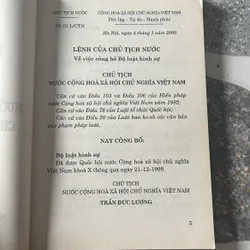 CHỦ TỊCH NƯỚC
CỘNG HOÀ XÃ HỘI CHỦ NGHĨA VIỆT NAM
Độc lập - Tự do - Hạnh phúc
Số: 01 L/CTN
Hà Nội, ngày 4 tháng 1 năm 2000
LỆNH CỦA CHỦ TỊCH NƯỚC
Về việc công bố Bộ luật hình sự
CHỦ TỊCH
NƯỚC CỘNG HOÀ XÃ HỘI CHỦ NGHĨA VIỆT NAM
Căn cứ vào Điều 103 và Điều 106 của Hiến pháp
nước Cộng hoà xã hội chủ nghĩa Việt Nam năm 1992;
Căn cứ vào Điều 78 của Luật tổ chức Quốc hội;
Căn cứ vào Điều 50 của Luật ban hành các văn bản
quy phạm pháp luật,
NAY CÔNG BỐ:
Bộ luật hình sự
Đã được Quốc hội nước Cộng hoà xã hội chủ nghĩa
Việt Nam khoá X thông qua ngày 21-12-1999.
CHỦ TỊCH
NƯỚC CỘNG HOÀ XÃ HỘI CHỦ NGHĨA VIỆT NAM
TRẦN ĐỨC LƯƠNG
5